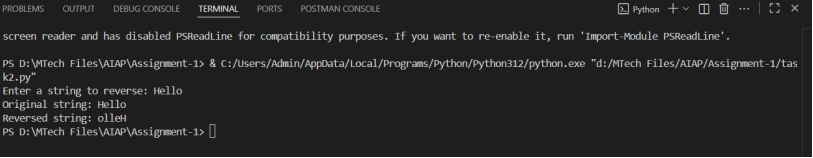 PROBLEMS OUTPUT DEBUG CONSOLE TERMINAL PORTS POSTMAN CONSOLE Python
screen reader and has disabled PSReadLine for compatibility purposes. If you want to re-enable it, run 'Import-Module PSReadLine'.
PS D:\MTech Files\AIAP\Assignment-1> & C:/Users/Admin/AppData/Local/Programs/Python/Python312/python.exe "d:/MTech Files/AIAP/Assignment-1/tas
k2.py"
Enter a string to reverse: Hello
Original string: Hello
Reversed string: olleH
PS D:\MTech Files\AIAP\Assignment-1>